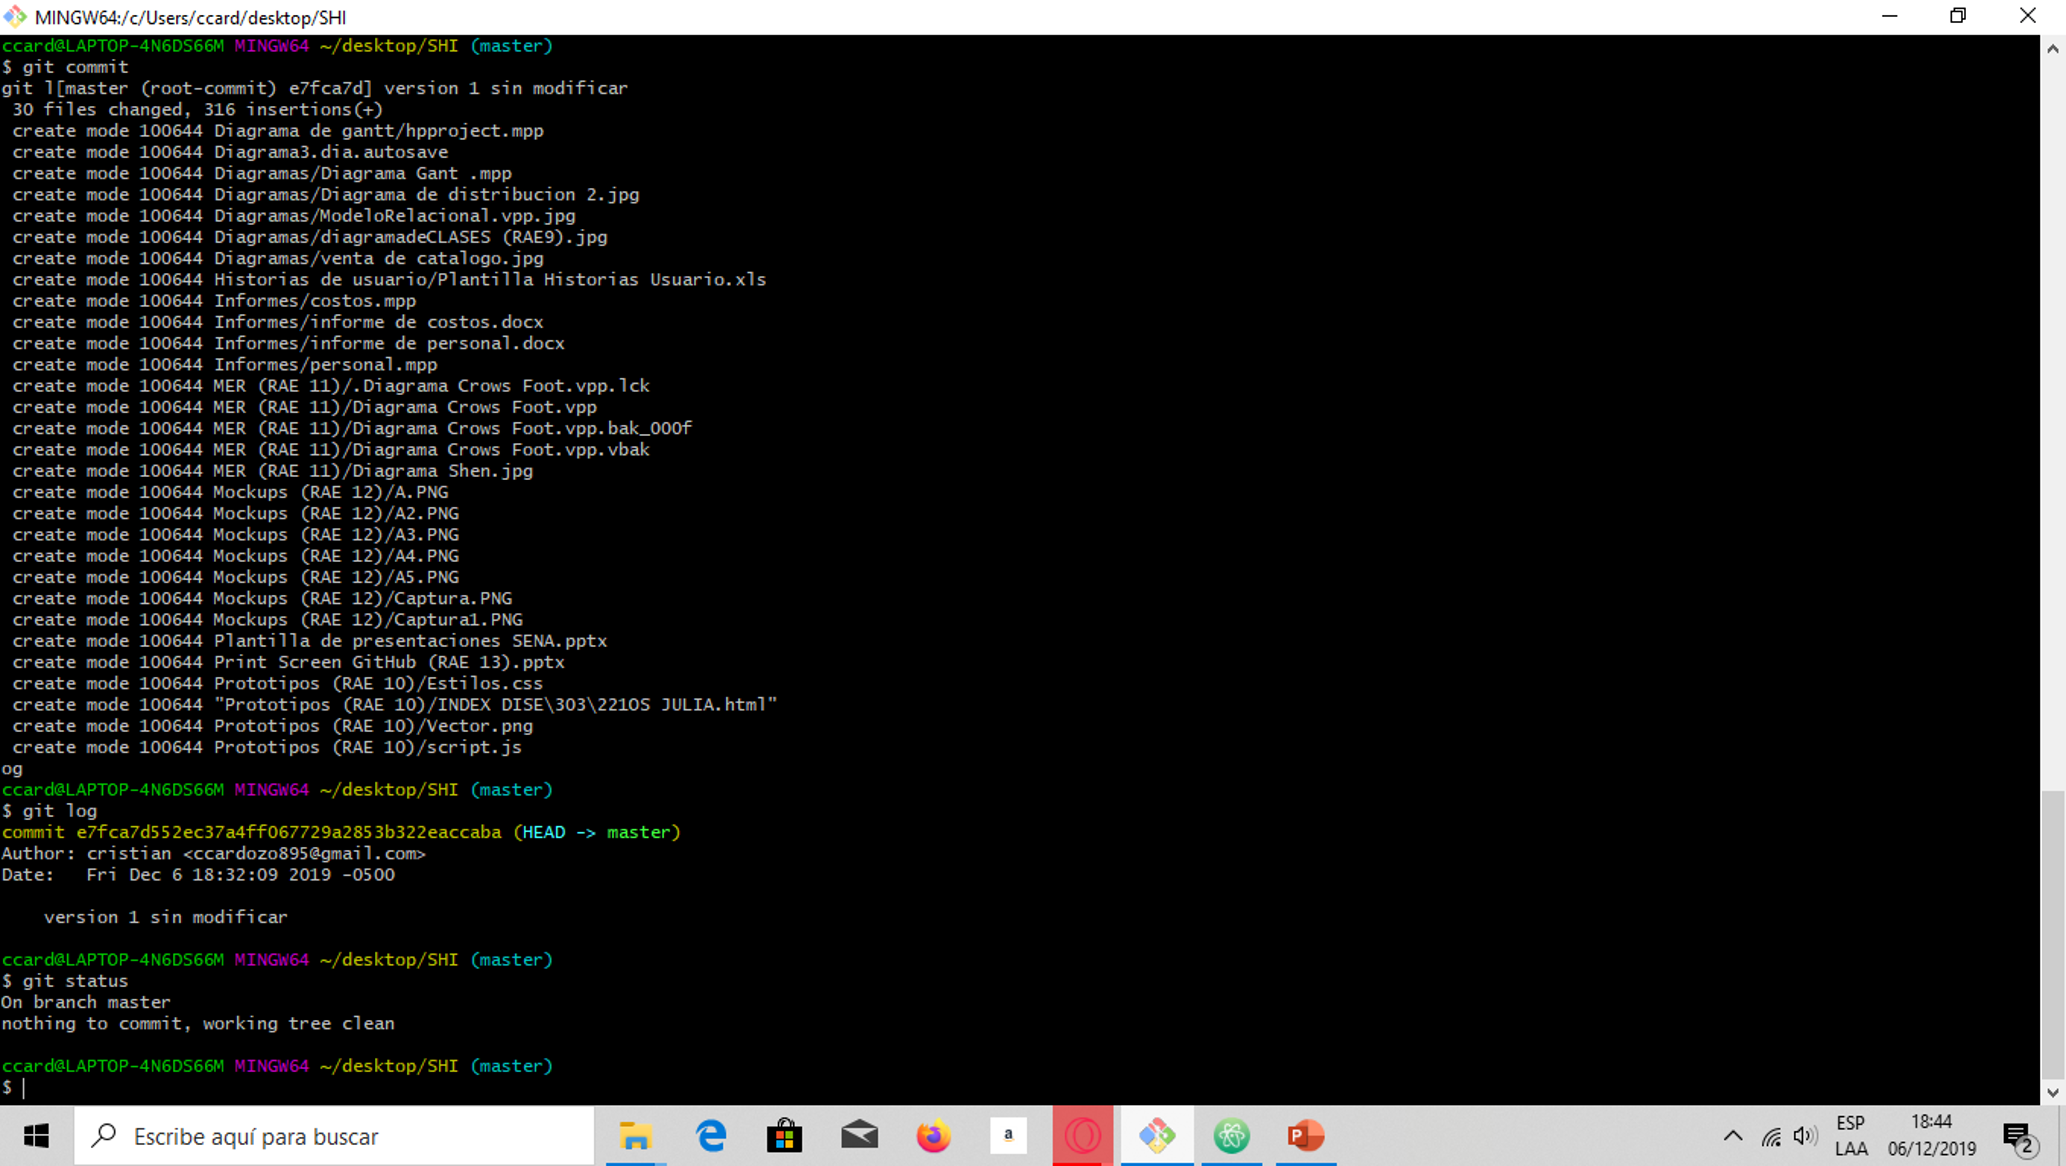 MINGW64:/c/Users/ccard/desktop/SHI
ccard@LAPTOP-4N6DS66M MINGW64 ~/desktop/SHI (master)
$ git commit
git l[master (root-commit) e7fca7d] version 1 sin modificar
 30 files changed, 316 insertions(+)
 create mode 100644 Diagrama de gantt/hpproject.mpp
 create mode 100644 Diagrama3.dia.autosave
 create mode 100644 Diagramas/Diagrama Gant .mpp
 create mode 100644 Diagramas/Diagrama de distribucion 2.jpg
 create mode 100644 Diagramas/ModeloRelacional.vpp.jpg
 create mode 100644 Diagramas/diagramadeCLASES (RAE9).jpg
 create mode 100644 Diagramas/venta de catalogo.jpg
 create mode 100644 Historias de usuario/Plantilla Historias Usuario.xls
 create mode 100644 Informes/costos.mpp
 create mode 100644 Informes/informe de costos.docx
 create mode 100644 Informes/informe de personal.docx
 create mode 100644 Informes/personal.mpp
 create mode 100644 MER (RAE 11)/.Diagrama Crows Foot.vpp.lck
 create mode 100644 MER (RAE 11)/Diagrama Crows Foot.vpp
 create mode 100644 MER (RAE 11)/Diagrama Crows Foot.vpp.bak_000f
 create mode 100644 MER (RAE 11)/Diagrama Crows Foot.vpp.vbak
 create mode 100644 MER (RAE 11)/Diagrama Shen.jpg
 create mode 100644 Mockups (RAE 12)/A.PNG
 create mode 100644 Mockups (RAE 12)/A2.PNG
 create mode 100644 Mockups (RAE 12)/A3.PNG
 create mode 100644 Mockups (RAE 12)/A4.PNG
 create mode 100644 Mockups (RAE 12)/A5.PNG
 create mode 100644 Mockups (RAE 12)/Captura.PNG
 create mode 100644 Mockups (RAE 12)/Captura1.PNG
 create mode 100644 Plantilla de presentaciones SENA.pptx
 create mode 100644 Print Screen GitHub (RAE 13).pptx
 create mode 100644 Prototipos (RAE 10)/Estilos.css
 create mode 100644 "Prototipos (RAE 10)/INDEX DISE\303\221OS JULIA.html"
 create mode 100644 Prototipos (RAE 10)/Vector.png
 create mode 100644 Prototipos (RAE 10)/script.js
og
ccard@LAPTOP-4N6DS66M MINGW64 ~/desktop/SHI (master)
$ git log
commit e7fca7d552ec37a4ff067729a2853b322eaccaba (HEAD -> master)
Author: cristian <ccardozo895@gmail.com>
Date:   Fri Dec 6 18:32:09 2019 -0500
    version 1 sin modificar
ccard@LAPTOP-4N6DS66M MINGW64 ~/desktop/SHI (master)
$ git status
On branch master
nothing to commit, working tree clean
ccard@LAPTOP-4N6DS66M MINGW64 ~/desktop/SHI (master)
$
Escribe aquí para buscar
a
P
ESP
LAA
18:44
06/12/2019
2